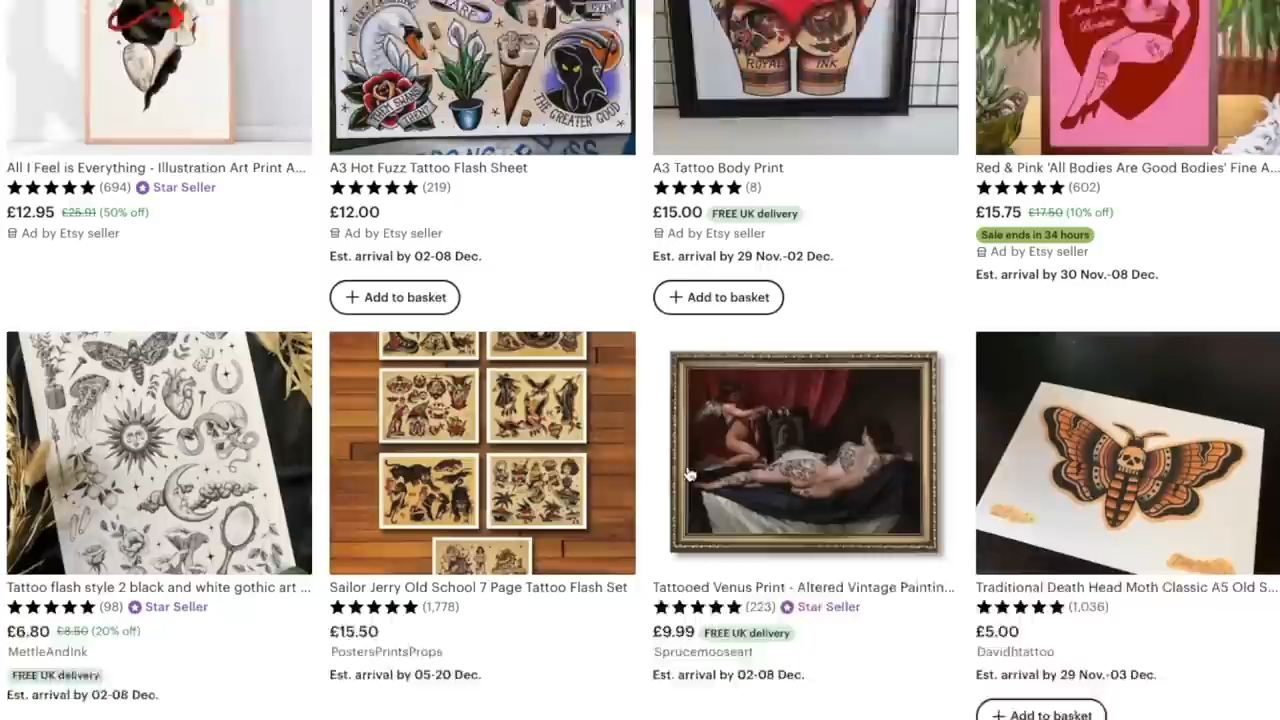 ROYAL INK
THEY SHARE THEM?
THE GREATER GOOD
All I Feel is Everything - Illustration Art Print A...
(694) Star Seller
£12.95 £25.91 (50% off)
Ad by Etsy seller
A3 Hot Fuzz Tattoo Flash Sheet
(219)
£12.00
Ad by Etsy seller
Est. arrival by 02-08 Dec.
+ Add to basket
A3 Tattoo Body Print
(8)
£15.00 FREE UK delivery
Ad by Etsy seller
Est. arrival by 29 Nov.-02 Dec.
+ Add to basket
Red & Pink 'All Bodies Are Good Bodies' Fine A...
(602)
£15.75 £17.50 (10% off)
Sale ends in 34 hours
Ad by Etsy seller
Est. arrival by 30 Nov.-08 Dec.
Tattoo flash style 2 black and white gothic art ...
(98) Star Seller
£6.80 £8.50 (20% off)
MettleAndInk
FREE UK delivery
Est. arrival by 02-08 Dec.
Sailor Jerry Old School 7 Page Tattoo Flash Set
(1,778)
£15.50
PostersPrintsProps
Est. arrival by 05-20 Dec.
Tattooed Venus Print - Altered Vintage Paintin...
(223) Star Seller
£9.99 FREE UK delivery
Sprucemooseart
Est. arrival by 02-08 Dec.
Traditional Death Head Moth Classic A5 Old S...
(1,036)
£5.00
Davidhtattoo
Est. arrival by 29 Nov.-03 Dec.
+ Add to basket